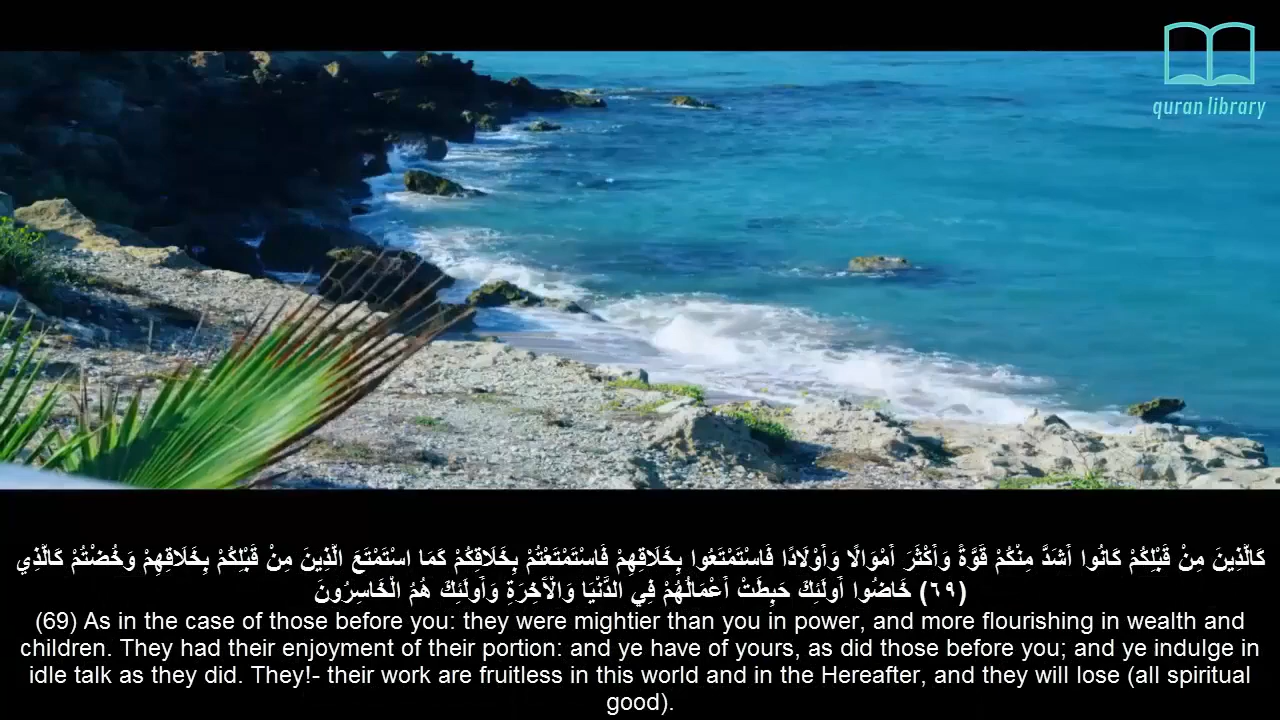 quran library
كَالَّذِينَ مِنْ قَبْلِكُمْ كَانُوا أَشَدَّ مِنْكُمْ قُوَّةً وَأَكْثَرَ أَمْوَالًا وَأَوْلَادًا فَاسْتَمْتَعُوا بِخَلَاقِهِمْ فَاسْتَمْتَعْتُمْ بِخَلَاقِكُمْ كَمَا اسْتَمْتَعَ الَّذِينَ مِنْ قَبْلِكُمْ بِخَلَاقِهِمْ وَخُضْتُمْ كَالَّذِي
خَاضُوا أُولَئِكَ حَبِطَتْ أَعْمَالُهُمْ فِي الدُّنْيَا وَالْآخِرَةِ وَأُولَئِكَ هُمُ الْخَاسِرُونَ (٦٩)
(69) As in the case of those before you: they were mightier than you in power, and more flourishing in wealth and
children. They had their enjoyment of their portion: and ye have of yours, as did those before you; and ye indulge in
idle talk as they did. They!- their work are fruitless in this world and in the Hereafter, and they will lose (all spiritual
good).